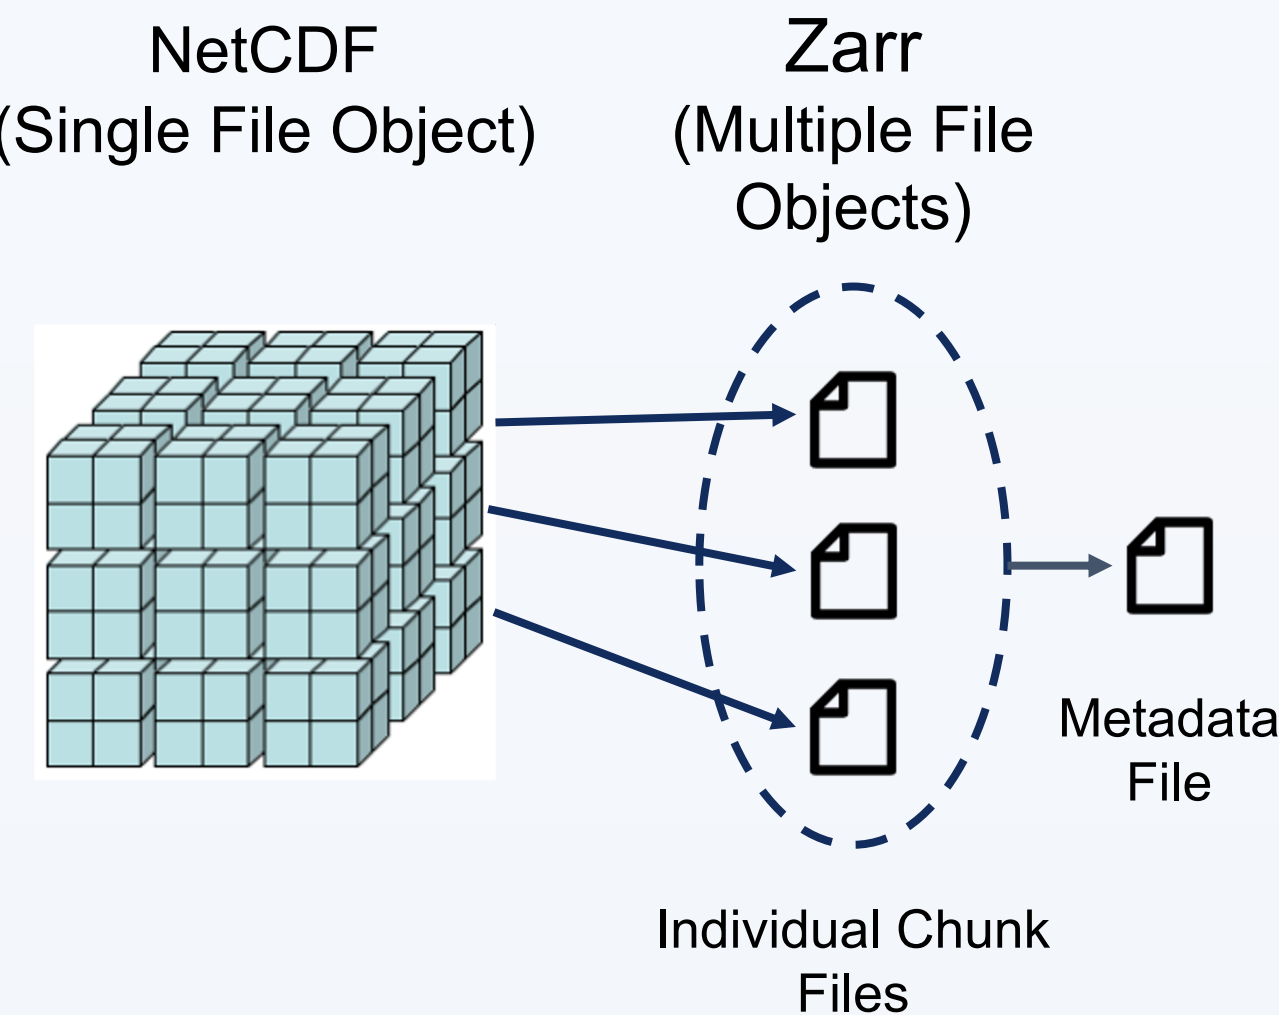 NetCDF
(Single File Object)
Zarr
(Multiple File
Objects)
Metadata
File
Individual Chunk
Files